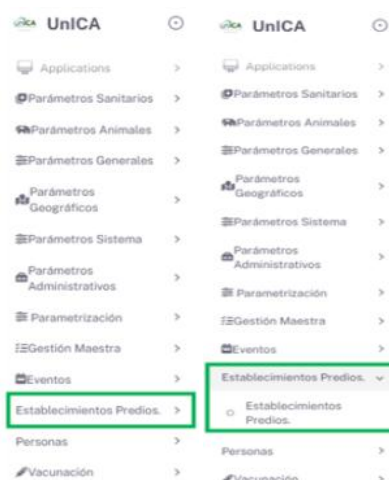 UnICA
Applications
Parámetros Sanitarios
Parámetros Animales
Parámetros Generales
Parámetros
Geográficos
Parámetros Sistema
Parámetros
Administrativos
Parametrización
Gestión Maestra
Eventos
Establecimientos Predios.
Personas
Vacunación
UnICA
Applications
Parámetros Sanitarios
Parámetros Animales
Parámetros Generales
Parámetros
Geográficos
Parámetros Sistema
Parámetros
Administrativos
Parametrización
Gestión Maestra
Eventos
Establecimientos Predios.
Establecimientos
Predios.
Personas
Vacunación